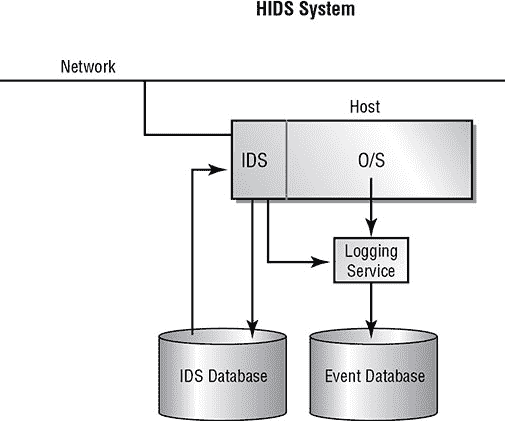 HIDS System
Network
Host
IDS
O/S
Logging
Service
IDS Database
Event Database